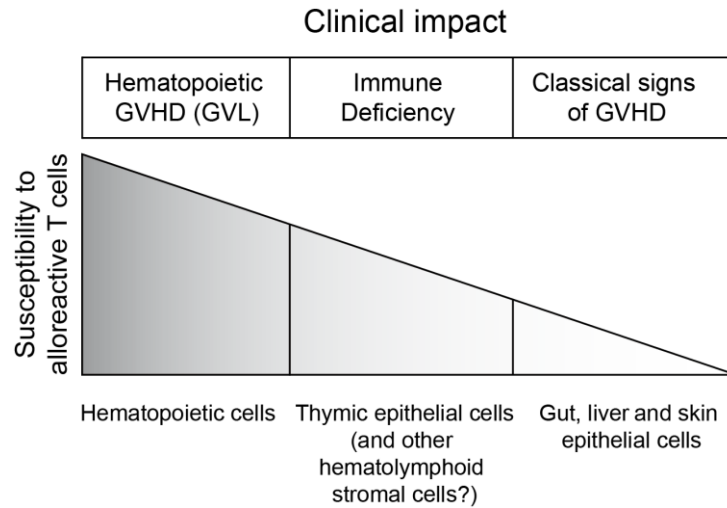 Clinical impact
Hematopoietic
GVHD (GVL)
Immune
Deficiency
Classical signs
of GVHD
Susceptibility to
alloreactive T cells
Hematopoietic cells
Thymic epithelial cells
(and other
hematolymphoid
stromal cells?)
Gut, liver and skin
epithelial cells